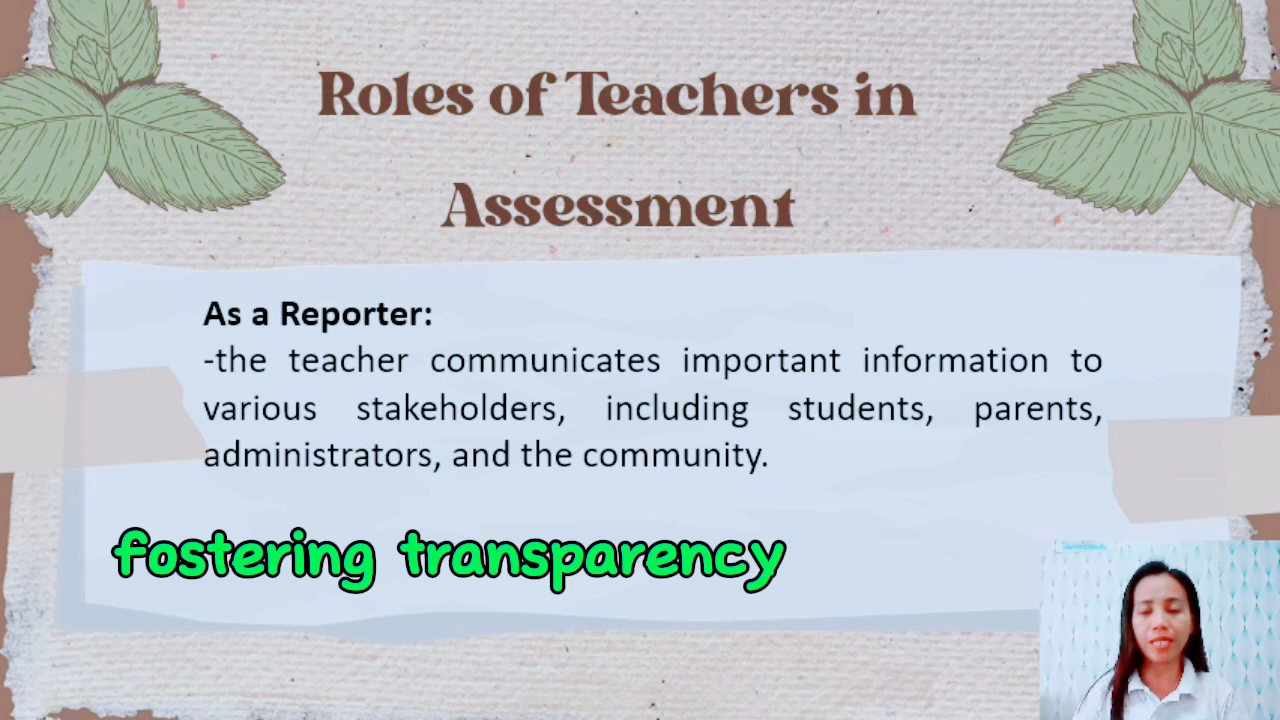 Roles of Teachers in
Assessment
As a Reporter:
-the teacher communicates important information to
various stakeholders, including students, parents,
administrators, and the community.
fostering transparency